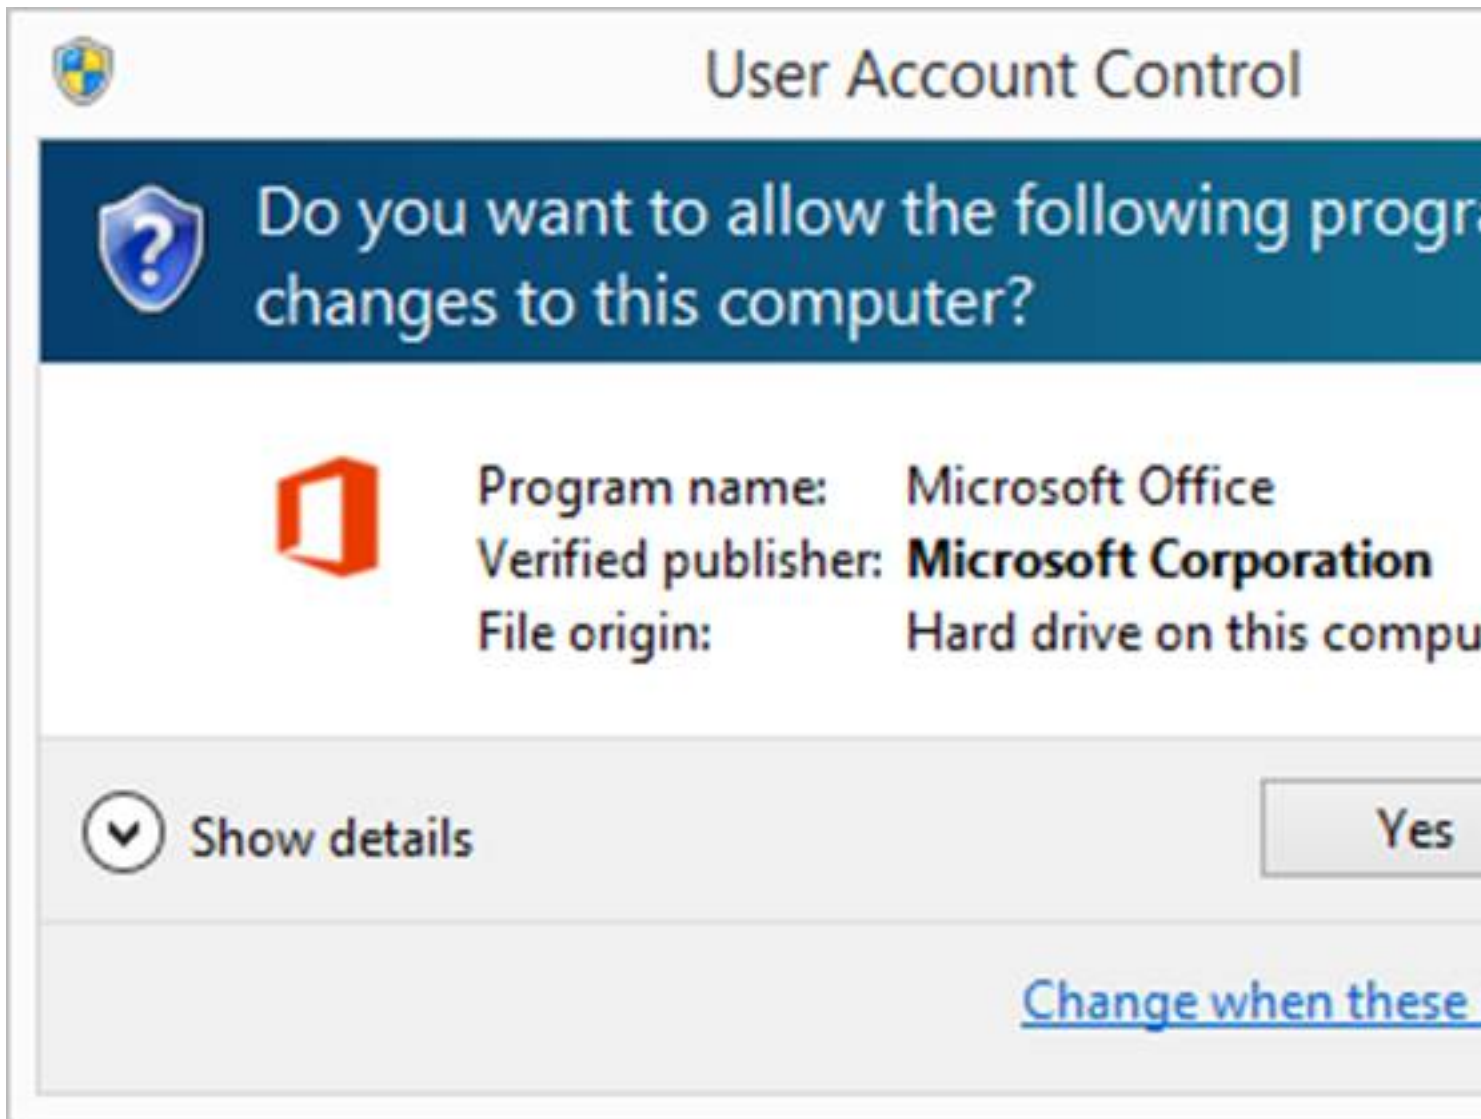 User Account Control
Do you want to allow the following progra
changes to this computer?
Program name: Microsoft Office
Verified publisher: Microsoft Corporation
File origin: Hard drive on this compu
Show details
Yes
Change when these